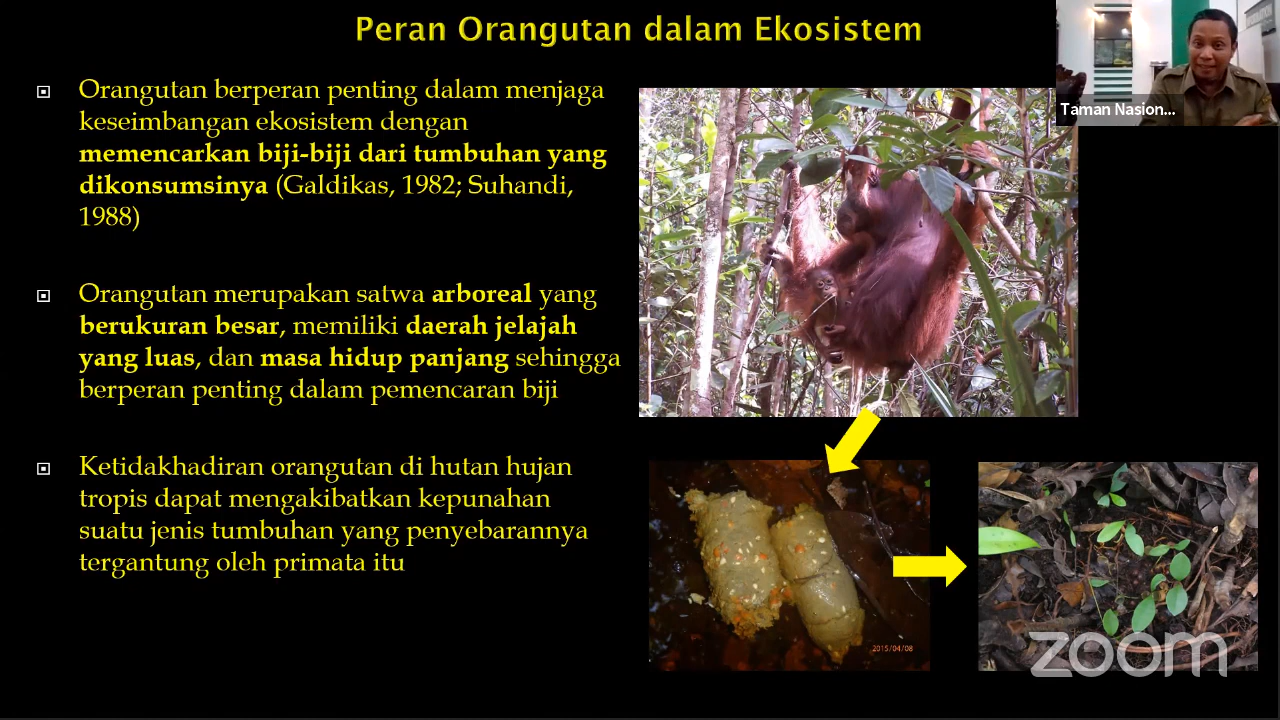 Peran Orangutan dalam Ekosistem
Taman Nasion...
Orangutan berperan penting dalam menjaga
keseimbangan ekosistem dengan
memencarkan biji-biji dari tumbuhan yang
dikonsumsinya (Galdikas, 1982; Suhandi,
1988)
Orangutan merupakan satwa arboreal yang
berukuran besar, memiliki daerah jelajah
yang luas, dan masa hidup panjang sehingga
berperan penting dalam pemencaran biji
Ketidakhadiran orangutan di hutan hujan
tropis dapat mengakibatkan kepunahan
suatu jenis tumbuhan yang penyebarannya
tergantung oleh primata itu
2015/04/08
zoom